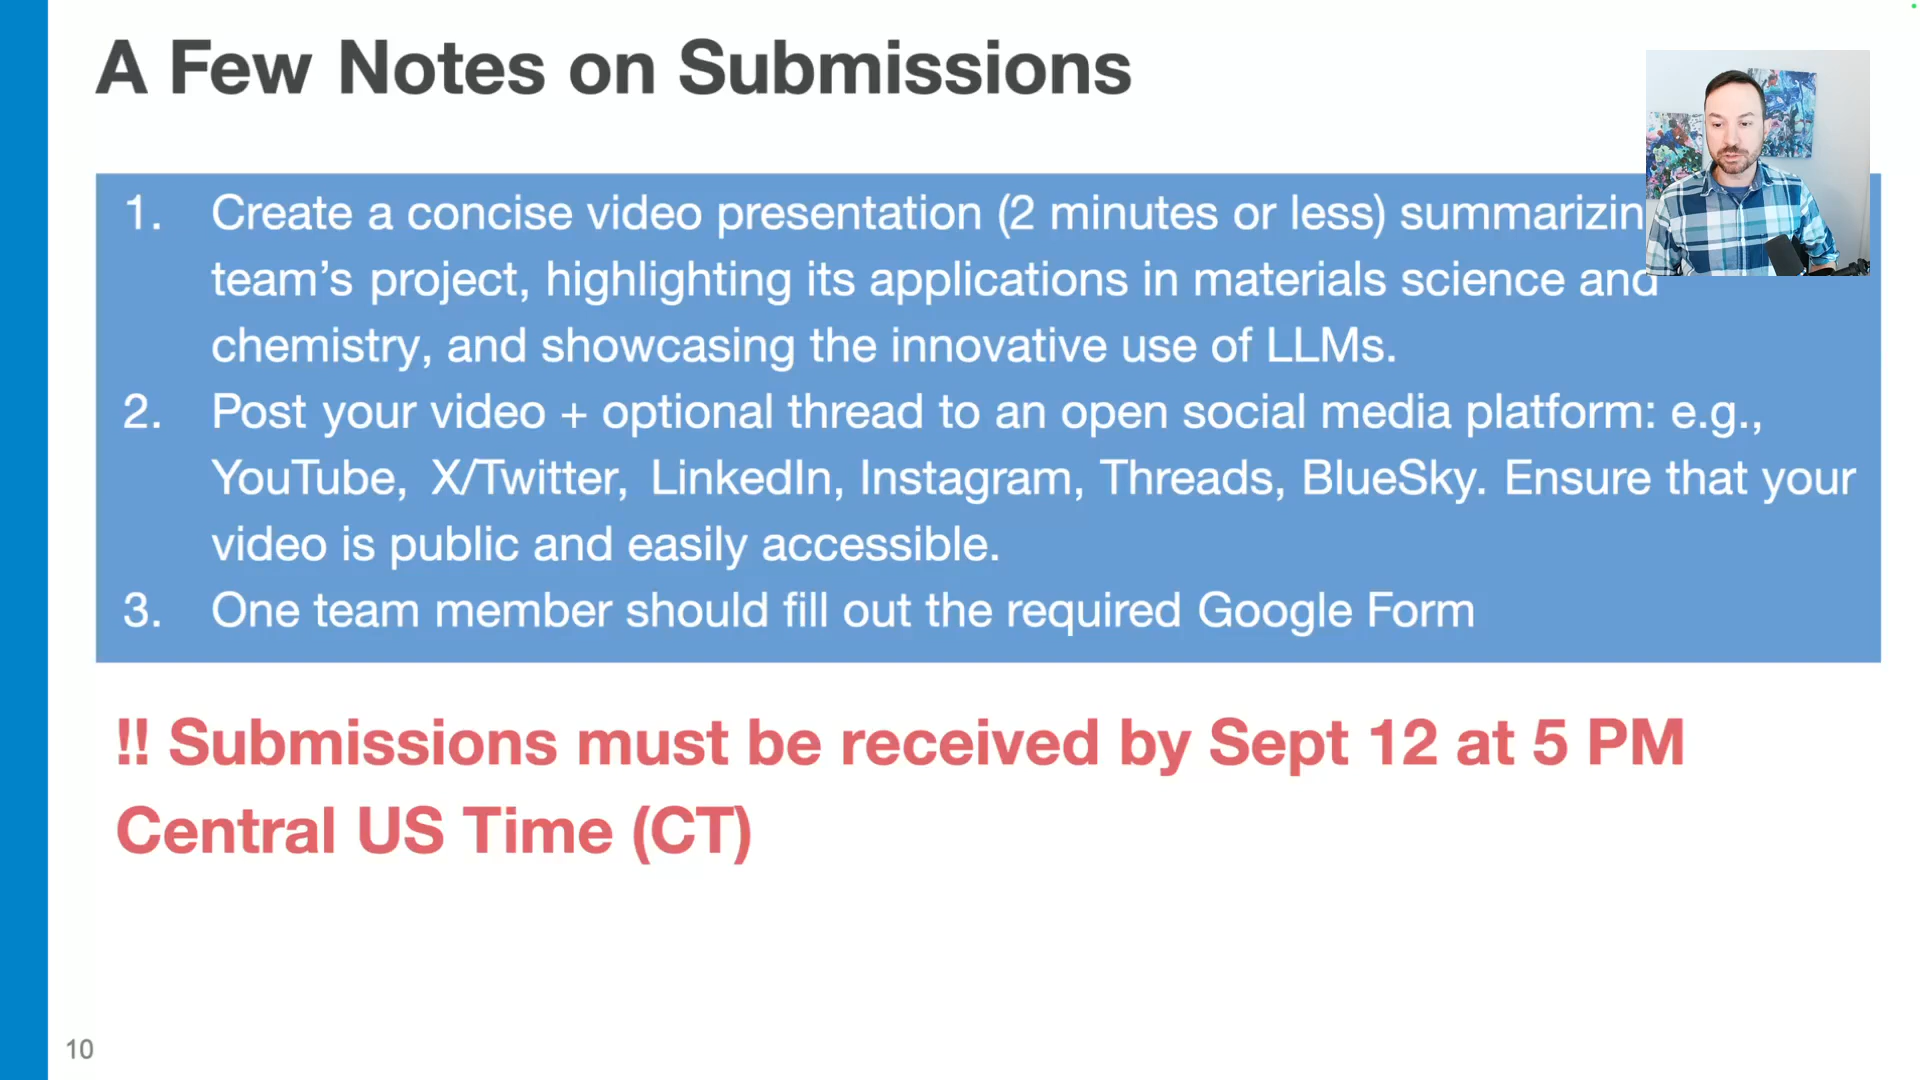 A Few Notes on Submissions
1. Create a concise video presentation (2 minutes or less) summarizin
team’s project, highlighting its applications in materials science and
chemistry, and showcasing the innovative use of LLMs.
2. Post your video + optional thread to an open social media platform: e.g.,
YouTube, X/Twitter, LinkedIn, Instagram, Threads, BlueSky. Ensure that your
video is public and easily accessible.
3. One team member should fill out the required Google Form
!! Submissions must be received by Sept 12 at 5 PM
Central US Time (CT)
10